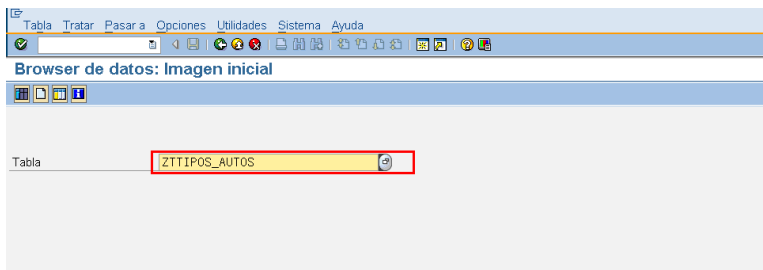 Tabla Tratar Pasar a Opciones Utilidades Sistema Ayuda
Browser de datos: Imagen inicial
Tabla ZTTIPOS_AUTOS